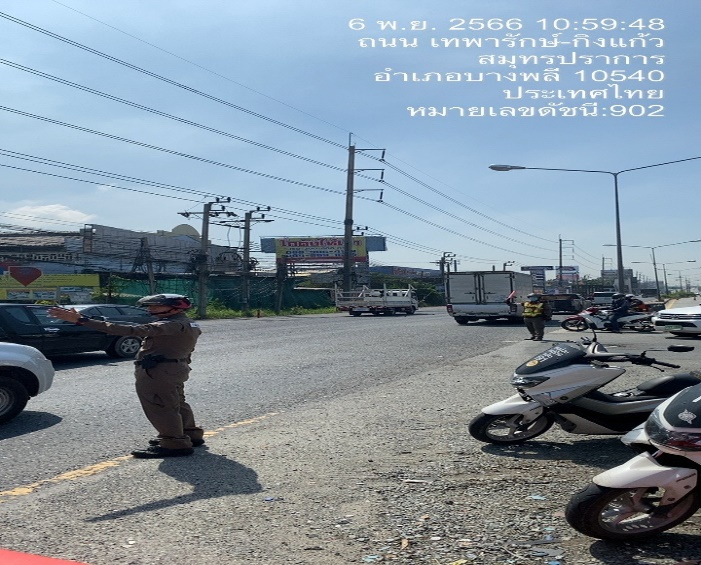 6 พ.ย. 2566 10:59:48
ถนน เทพารักษ์-กิ่งแก้ว
สมุทรปราการ
อำเภอบางพลี 10540
ประเทศไทย
หมายเลขดัชนี:902